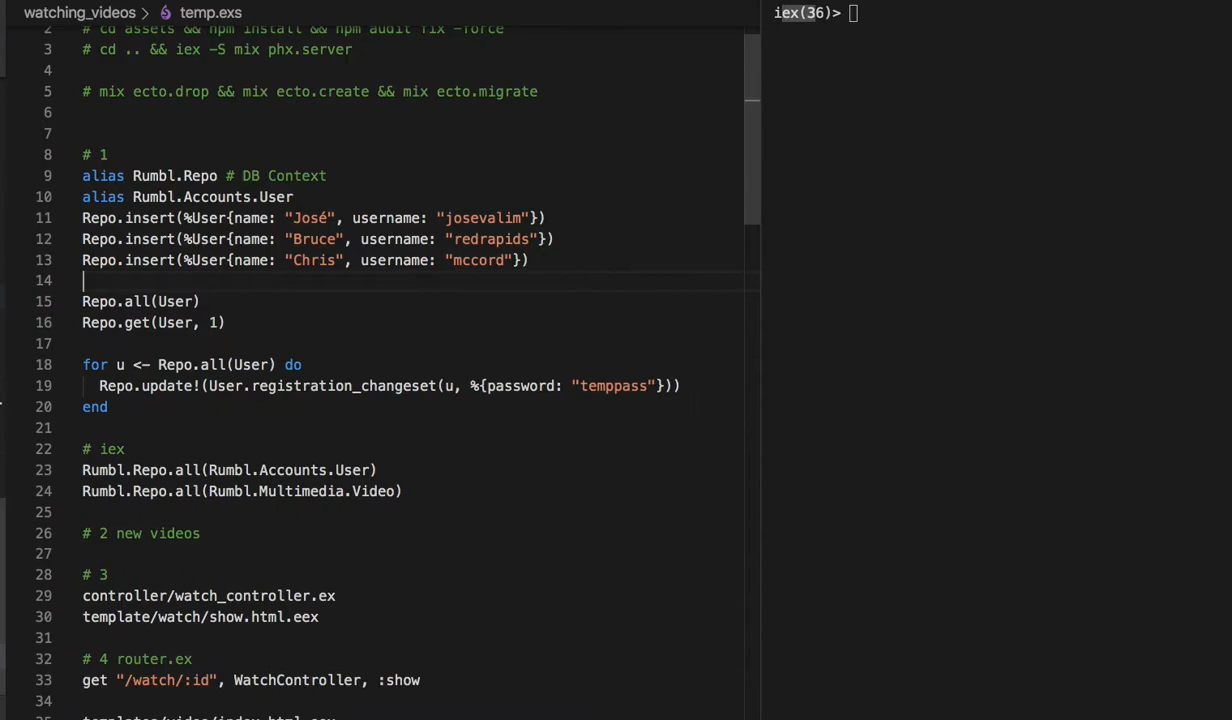 watching_videos > temp.exs
2 # cd assets && npm install && npm audit fix -force
3 # cd .. && iex -S mix phx.server
4
5 # mix ecto.drop && mix ecto.create && mix ecto.migrate
6
7
8 # 1
9 alias Rumbl.Repo # DB Context
10 alias Rumbl.Accounts.User
11 Repo.insert(%User{name: "José", username: "josevalim"})
12 Repo.insert(%User{name: "Bruce", username: "redrapids"})
13 Repo.insert(%User{name: "Chris", username: "mccord"})
14
15 Repo.all(User)
16 Repo.get(User, 1)
17
18 for u <- Repo.all(User) do
19 Repo.update!(User.registration_changeset(u, %{password: "temppass"}))
20 end
21
22 # iex
23 Rumbl.Repo.all(Rumbl.Accounts.User)
24 Rumbl.Repo.all(Rumbl.Multimedia.Video)
25
26 # 2 new videos
27
28 # 3
29 controller/watch_controller.ex
30 template/watch/show.html.eex
31
32 # 4 router.ex
33 get "/watch/:id", WatchController, :show
34
35 templates/video/index.html.eex
iex(36)>